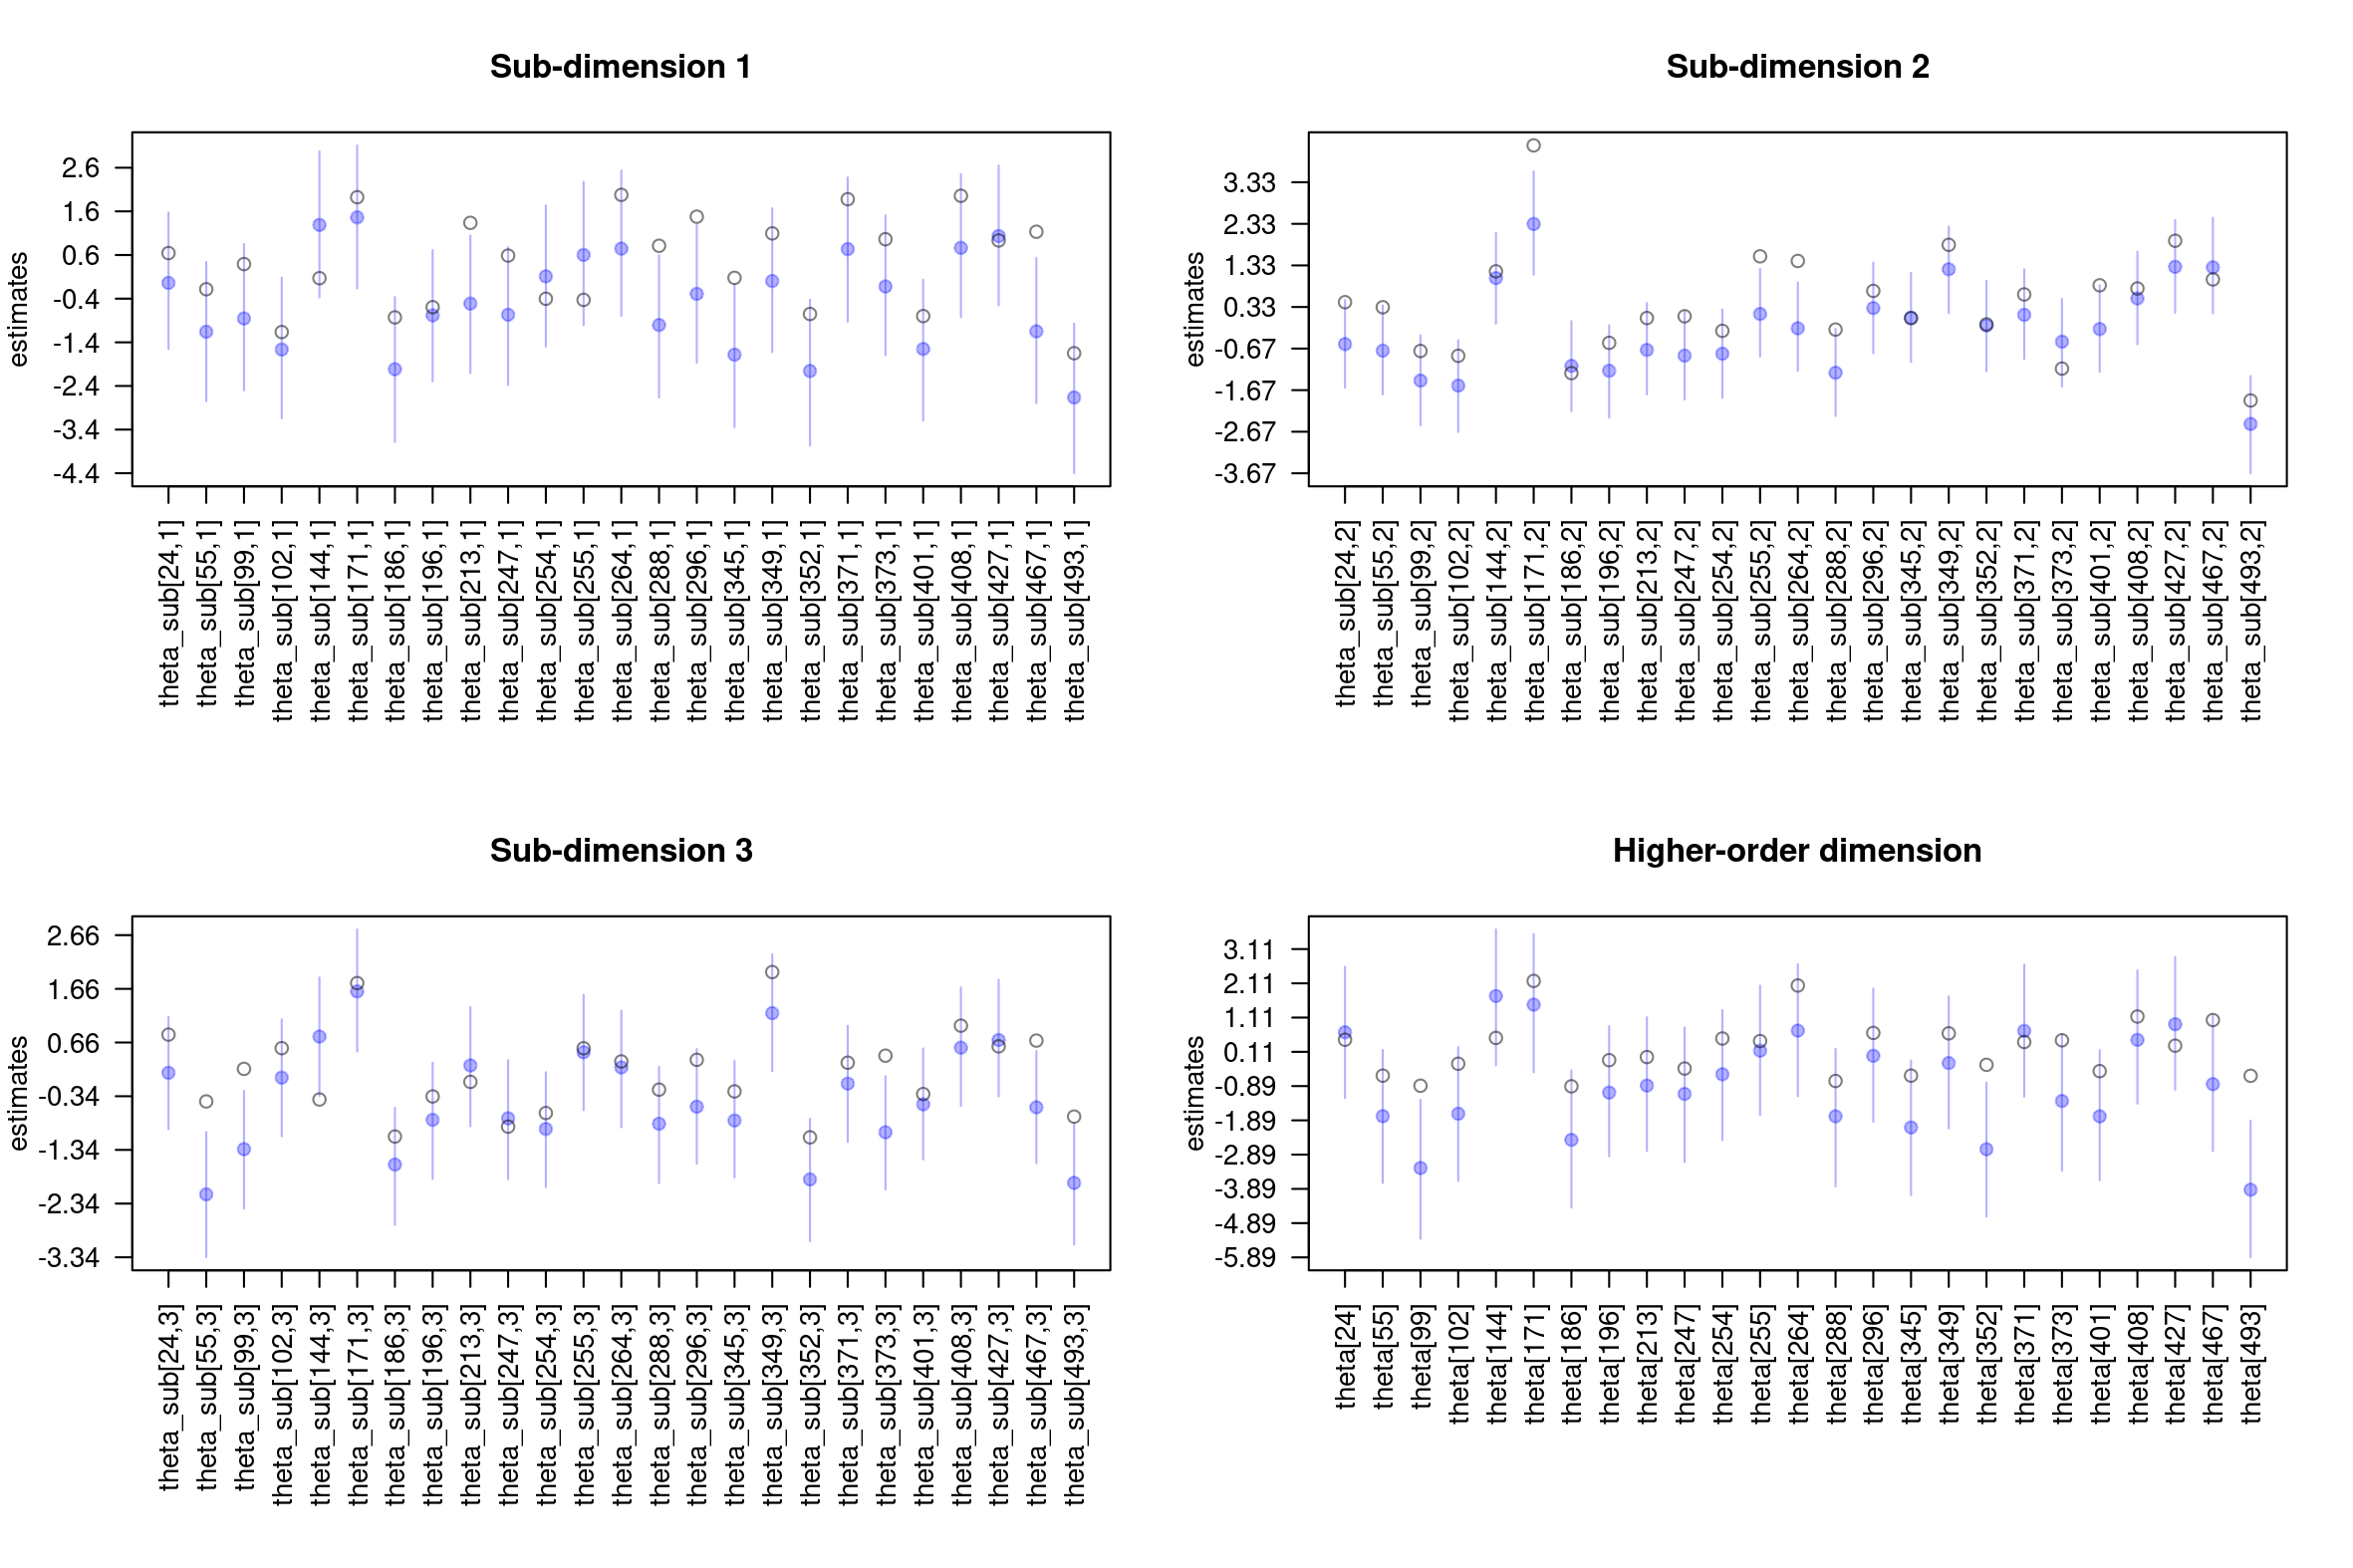 Sub-dimension 1
estimates
2.6
1.6
0.6
-0.4
-1.4
-2.4
-3.4
-4.4
theta_sub[24,1]
theta_sub[55,1]
theta_sub[99,1]
theta_sub[102,1]
theta_sub[144,1]
theta_sub[171,1]
theta_sub[186,1]
theta_sub[196,1]
theta_sub[213,1]
theta_sub[247,1]
theta_sub[254,1]
theta_sub[255,1]
theta_sub[264,1]
theta_sub[288,1]
theta_sub[296,1]
theta_sub[345,1]
theta_sub[349,1]
theta_sub[352,1]
theta_sub[371,1]
theta_sub[373,1]
theta_sub[401,1]
theta_sub[408,1]
theta_sub[427,1]
theta_sub[467,1]
theta_sub[493,1]
Sub-dimension 2
estimates
3.33
2.33
1.33
0.33
-0.67
-1.67
-2.67
-3.67
theta_sub[24,2]
theta_sub[55,2]
theta_sub[99,2]
theta_sub[102,2]
theta_sub[144,2]
theta_sub[171,2]
theta_sub[186,2]
theta_sub[196,2]
theta_sub[213,2]
theta_sub[247,2]
theta_sub[254,2]
theta_sub[255,2]
theta_sub[264,2]
theta_sub[288,2]
theta_sub[296,2]
theta_sub[345,2]
theta_sub[349,2]
theta_sub[352,2]
theta_sub[371,2]
theta_sub[373,2]
theta_sub[401,2]
theta_sub[408,2]
theta_sub[427,2]
theta_sub[467,2]
theta_sub[493,2]
Sub-dimension 3
estimates
2.66
1.66
0.66
-0.34
-1.34
-2.34
-3.34
theta_sub[24,3]
theta_sub[55,3]
theta_sub[99,3]
theta_sub[102,3]
theta_sub[144,3]
theta_sub[171,3]
theta_sub[186,3]
theta_sub[196,3]
theta_sub[213,3]
theta_sub[247,3]
theta_sub[254,3]
theta_sub[255,3]
theta_sub[264,3]
theta_sub[288,3]
theta_sub[296,3]
theta_sub[345,3]
theta_sub[349,3]
theta_sub[352,3]
theta_sub[371,3]
theta_sub[373,3]
theta_sub[401,3]
theta_sub[408,3]
theta_sub[427,3]
theta_sub[467,3]
theta_sub[493,3]
Higher-order dimension
estimates
3.11
2.11
1.11
0.11
-0.89
-1.89
-2.89
-3.89
-4.89
-5.89
theta[24]
theta[55]
theta[99]
theta[102]
theta[144]
theta[171]
theta[186]
theta[196]
theta[213]
theta[247]
theta[254]
theta[255]
theta[264]
theta[288]
theta[296]
theta[345]
theta[349]
theta[352]
theta[371]
theta[373]
theta[401]
theta[408]
theta[427]
theta[467]
theta[493]